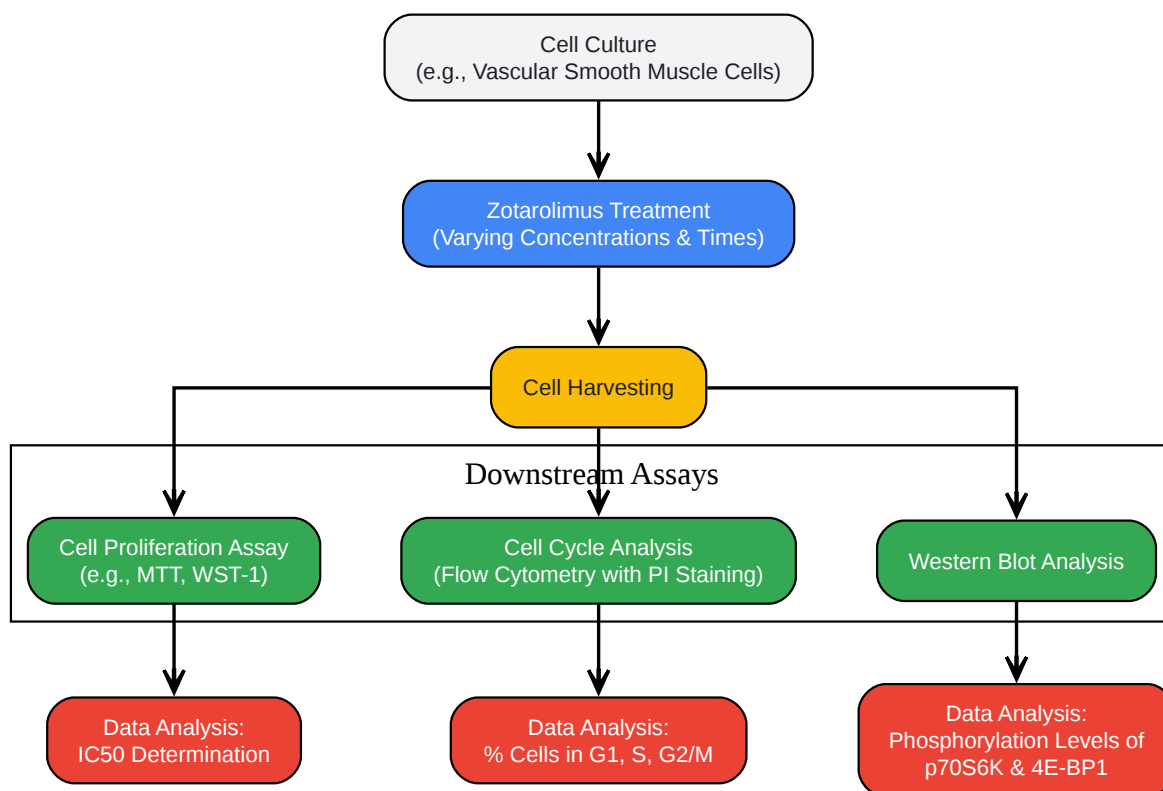 Cell Culture
(e.g., Vascular Smooth Muscle Cells)
Zotarolimus Treatment
(Varying Concentrations & Times)
Cell Harvesting
Downstream Assays
Cell Proliferation Assay
(e.g., MTT, WST-1)
Cell Cycle Analysis
(Flow Cytometry with PI Staining)
Western Blot Analysis
Data Analysis:
IC50 Determination
Data Analysis:
% Cells in G1, S, G2/M
Data Analysis:
Phosphorylation Levels of
p70S6K & 4E-BP1